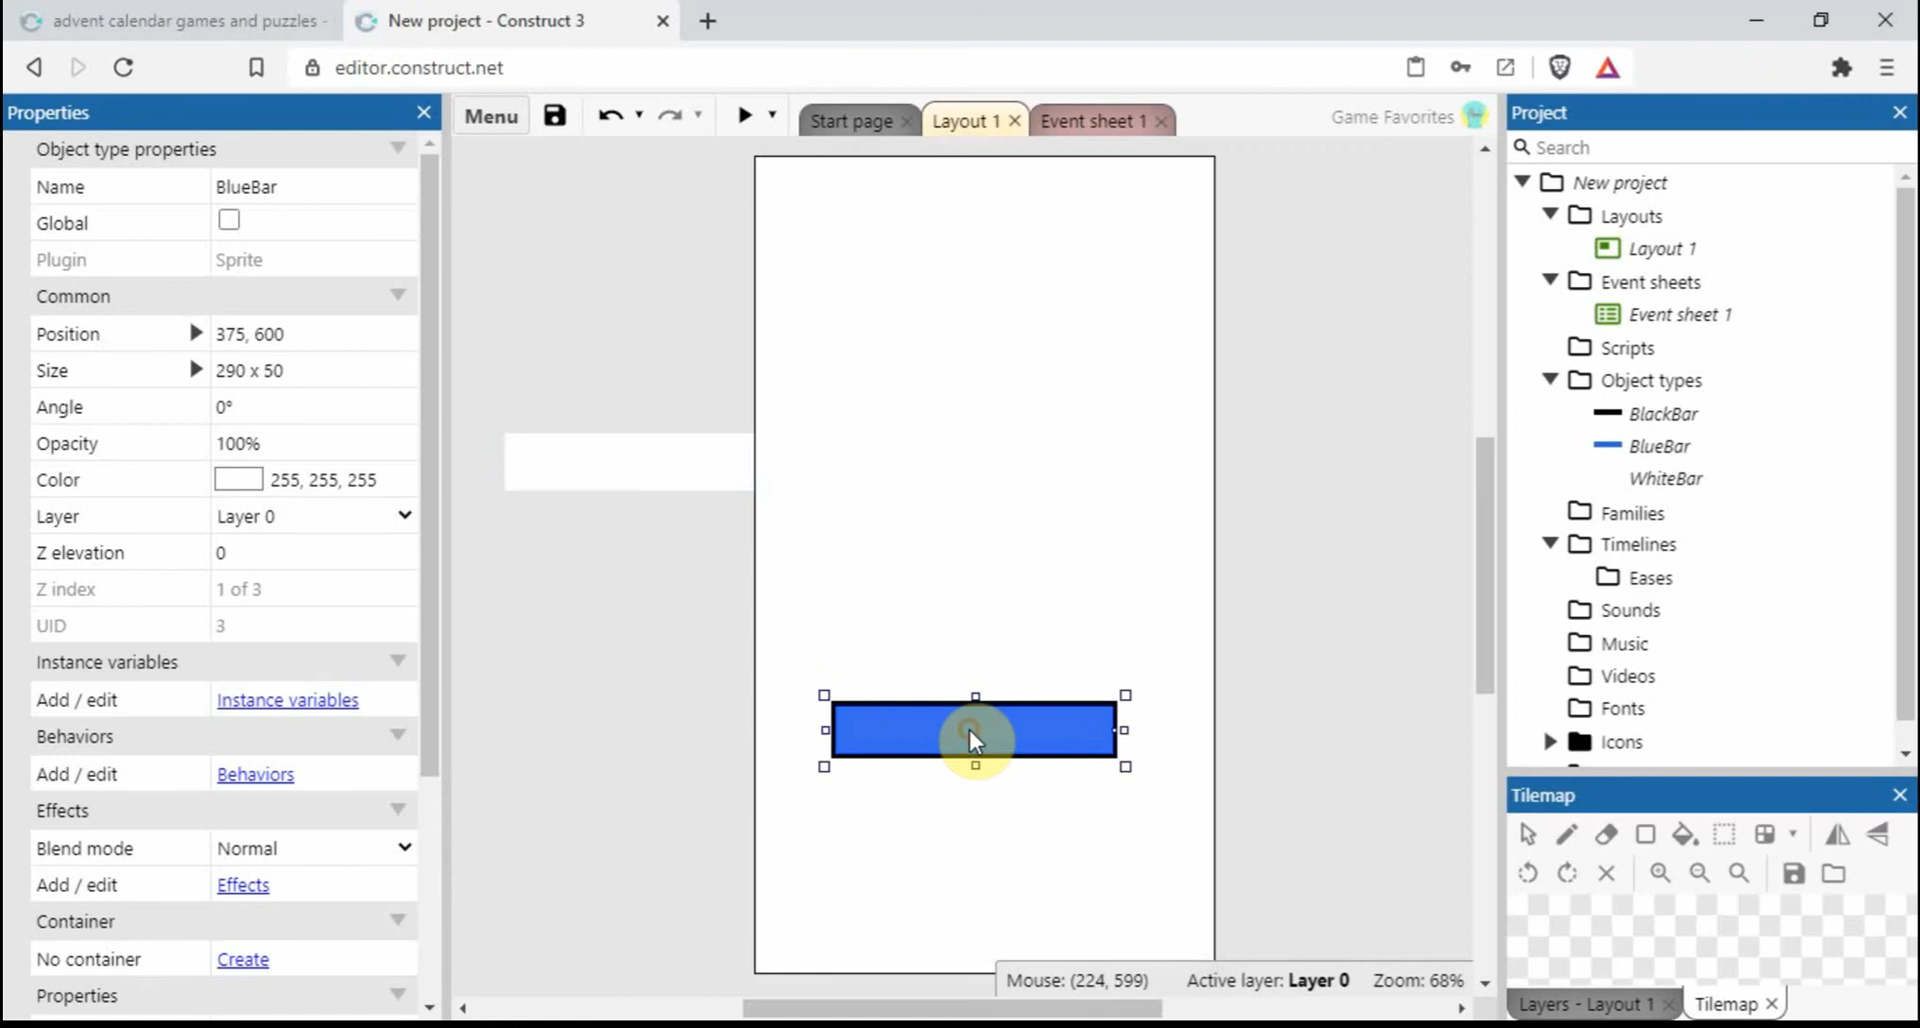 advent calendar games and puzzles -
New project - Construct 3
editor.construct.net
Properties
Menu
Start page
Layout 1
Event sheet 1
Game Favorites
Project
Object type properties
Name BlueBar
Global
Plugin Sprite
Common
Position 375, 600
Size 290 x 50
Angle 0°
Opacity 100%
Color 255, 255, 255
Layer Layer 0
Z elevation 0
Z index 1 of 3
UID 3
Instance variables
Add / edit Instance variables
Behaviors
Add / edit Behaviors
Effects
Blend mode Normal
Add / edit Effects
Container
No container Create
Properties
Mouse: (224, 599) Active layer: Layer 0 Zoom: 68%
Search
New project
Layouts
Layout 1
Event sheets
Event sheet 1
Scripts
Object types
BlackBar
BlueBar
WhiteBar
Families
Timelines
Eases
Sounds
Music
Videos
Fonts
Icons
Tilemap
Layers - Layout 1
Tilemap